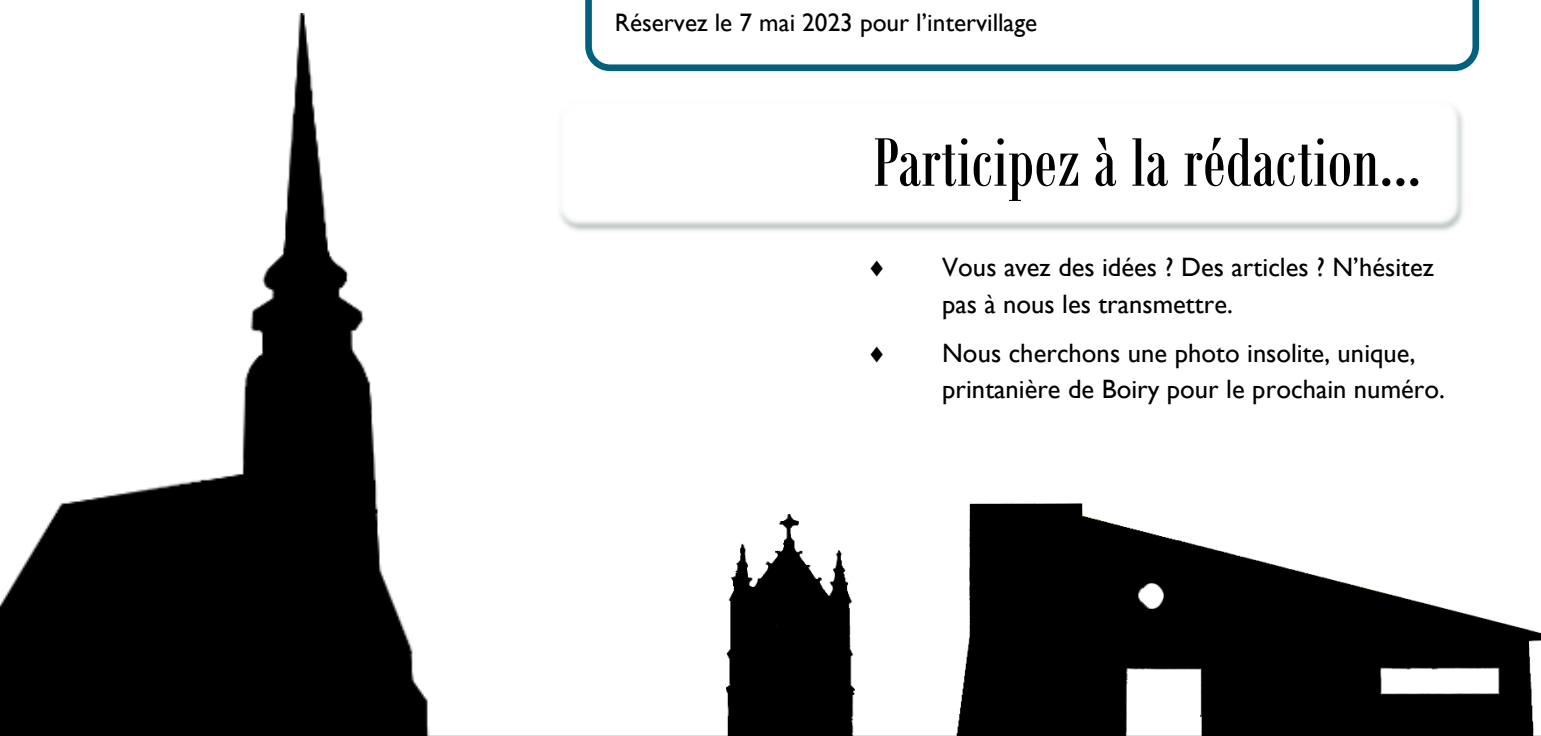 Réservez le 7 mai 2023 pour l’intervillage
Participez à la rédaction...
♦ Vous avez des idées ? Des articles ? N’hésitez
pas à nous les transmettre.
♦ Nous cherchons une photo insolite, unique,
printanière de Boiry pour le prochain numéro.